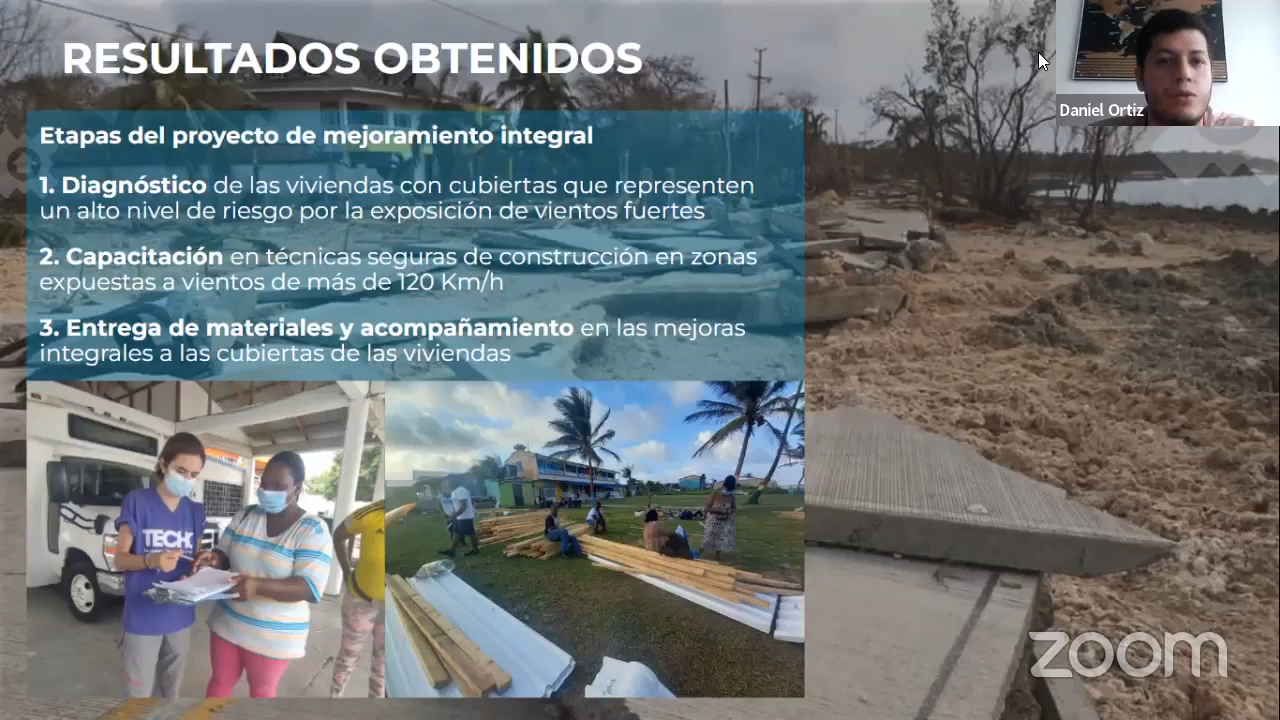 RESULTADOS OBTENIDOS
Daniel Ortiz
Etapas del proyecto de mejoramiento integral
1. Diagnóstico de las viviendas con cubiertas que representen
un alto nivel de riesgo por la exposición de vientos fuertes
2. Capacitación en técnicas seguras de construcción en zonas
expuestas a vientos de más de 120 Km/h
3. Entrega de materiales y acompañamiento en las mejoras
integrales a las cubiertas de las viviendas
zoom